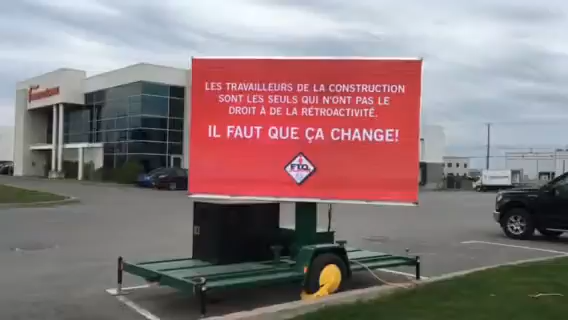 LES TRAVAILLEURS DE LA CONSTRUCTION
SONT LES SEULS QUI N'ONT PAS LE
DROIT À DE LA RÉTROACTIVITÉ.
IL FAUT QUE ÇA CHANGE!
FTQ